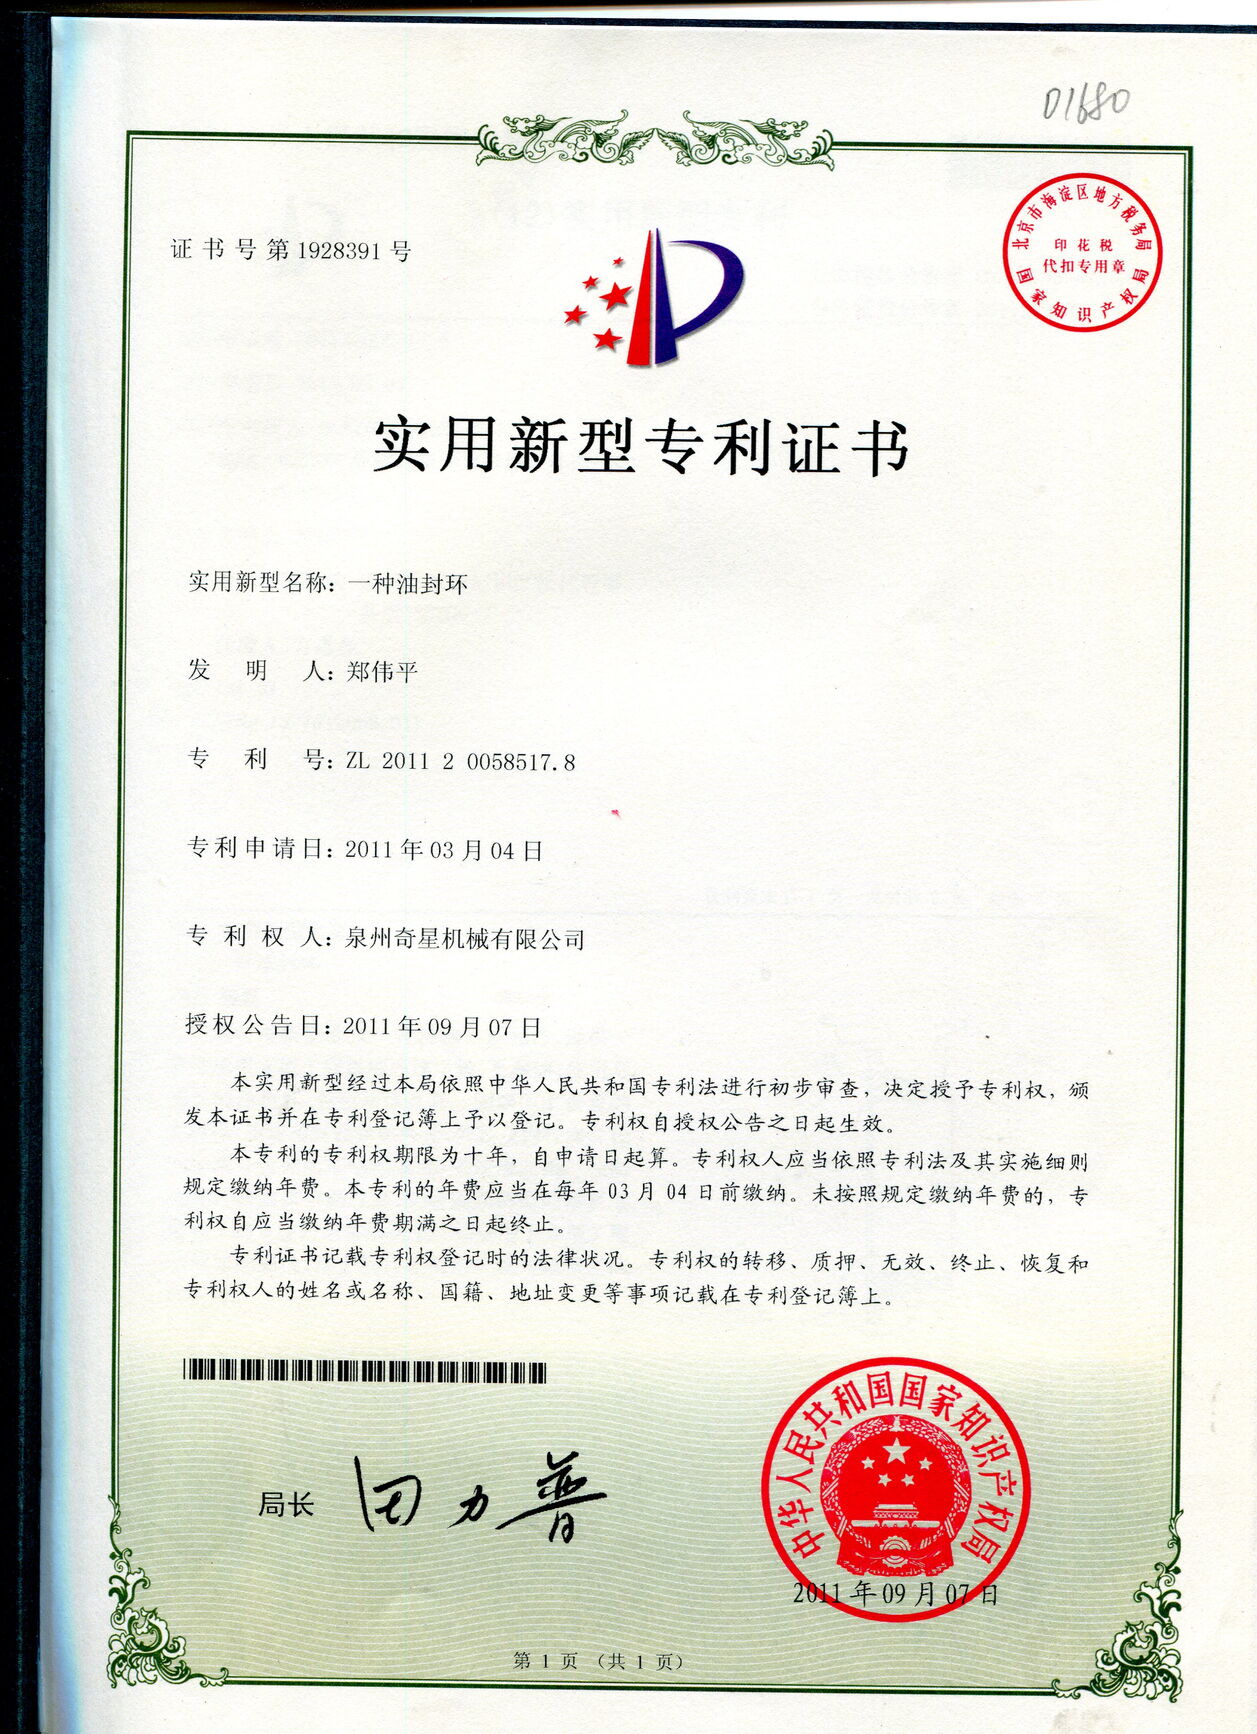 01680
证书号第1928391号
北京市海淀区地方税务局
印花税
代扣专用章
国家知识产权局
实用新型专利证书
实用新型名称：一种油封环
发明人：郑伟平
专利号：ZL 2011 2 0058517.8
专利申请日：2011年03月04日
专利权人：泉州奇星机械有限公司
授权公告日：2011年09月07日
本实用新型经过本局依照中华人民共和国专利法进行初步审查，决定授予专利权，颁
发本证书并在专利登记簿上予以登记。专利权自授权公告之日起生效。
本专利的专利权期限为十年，自申请日起算。专利权人应当依照专利法及其实施细则
规定缴纳年费。本专利的年费应当在每年03月04日前缴纳。未按照规定缴纳年费的，专
利权自应当缴纳年费期满之日起终止。
专利证书记载专利权登记时的法律状况。专利权的转移、质押、无效、终止、恢复和
专利权人的姓名或名称、国籍、地址变更等事项记载在专利登记簿上。
局长 田力普
中华人民共和国国家知识产权局
2011年09月07日
第1页（共1页）